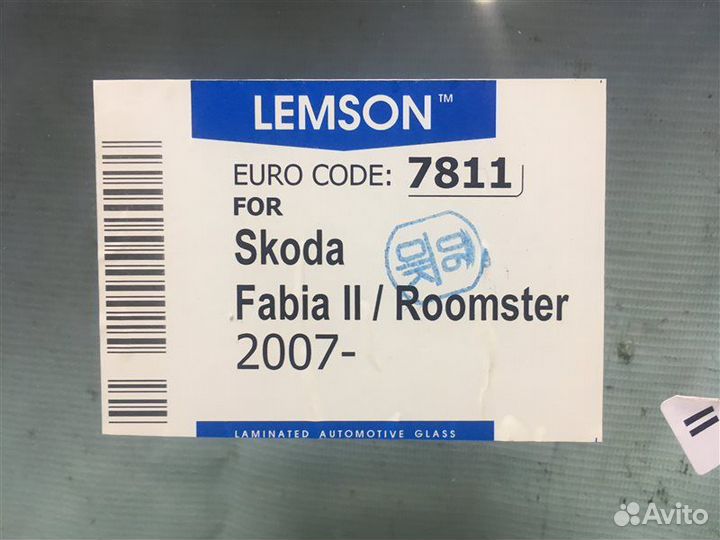 LEMSON™
EURO CODE: 7811
FOR
Skoda
Fabia II / Roomster
2007-
LAMINATED AUTOMOTIVE GLASS
Avito